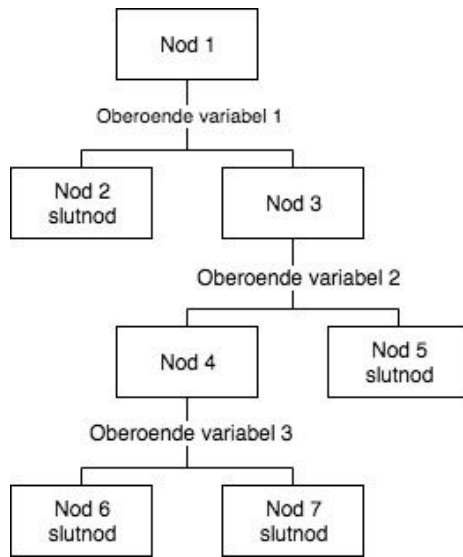 Nod 1
Oberoende variabel 1
Nod 2
slutnod
Nod 3
Oberoende variabel 2
Nod 4
Nod 5
slutnod
Oberoende variabel 3
Nod 6
slutnod
Nod 7
slutnod